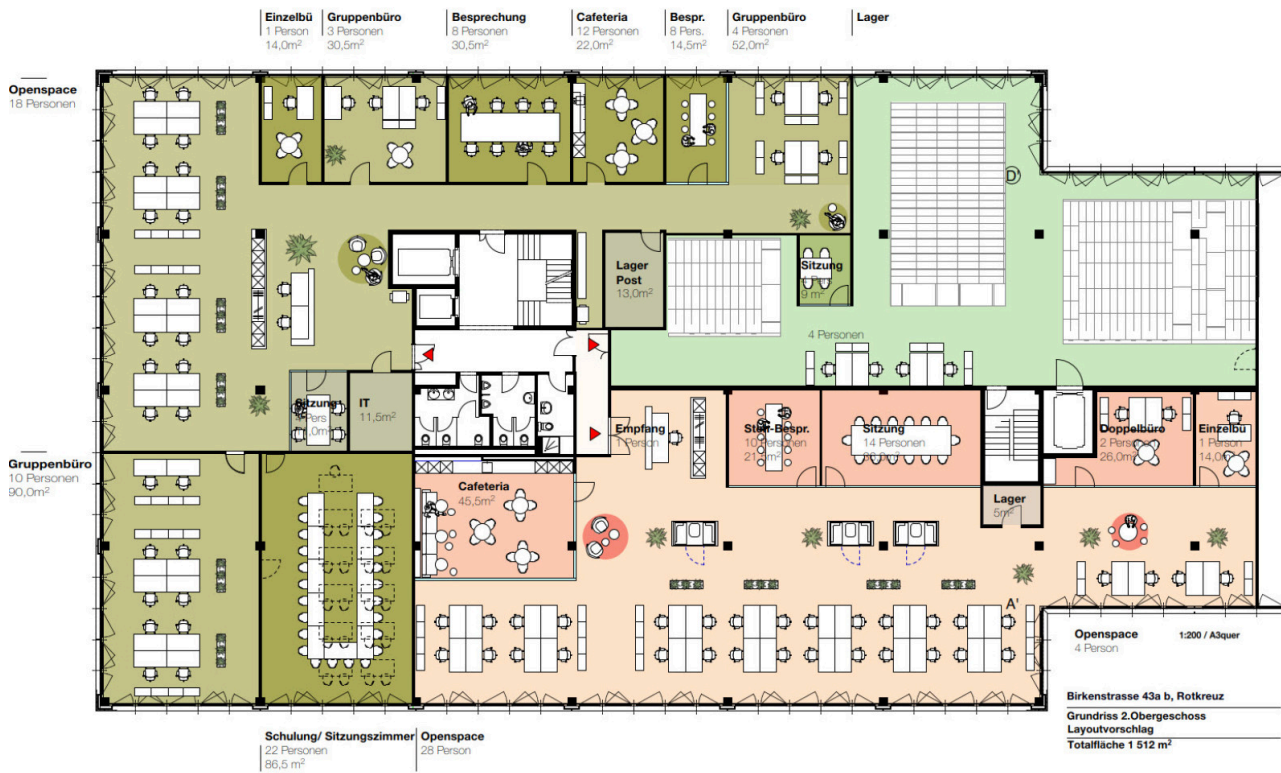 Einzelbü
1 Person
14,0m²
Gruppenbüro
3 Personen
30,5m²
Besprechung
8 Personen
30,5m²
Cafeteria
12 Personen
22,0m²
Bespr.
8 Pers.
14,5m²
Gruppenbüro
4 Personen
52,0m²
Lager
Openspace
18 Personen
D'
Lager
Post
13,0m²
Sitzung
9 m²
4 Personen
Sitzung
Pers
IT
11,5m²
Empfang
1 Person
10 Personen
Sitzung
14 Personen
Doppelbüro
2 Personen
26,0m²
Einzelbü
1 Person
14,0m²
Gruppenbüro
10 Personen
90,0m²
Cafeteria
45,5m²
Lager
5m²
A'
Openspace
4 Person
1:200 / A3quer
Birkenstrasse 43a b, Rotkreuz
Grundriss 2.Obergeschoss
Layoutvorschlag
Totalfläche 1 512 m²
Schulung/ Sitzungszimmer
22 Personen
86,5 m²
Openspace
28 Person